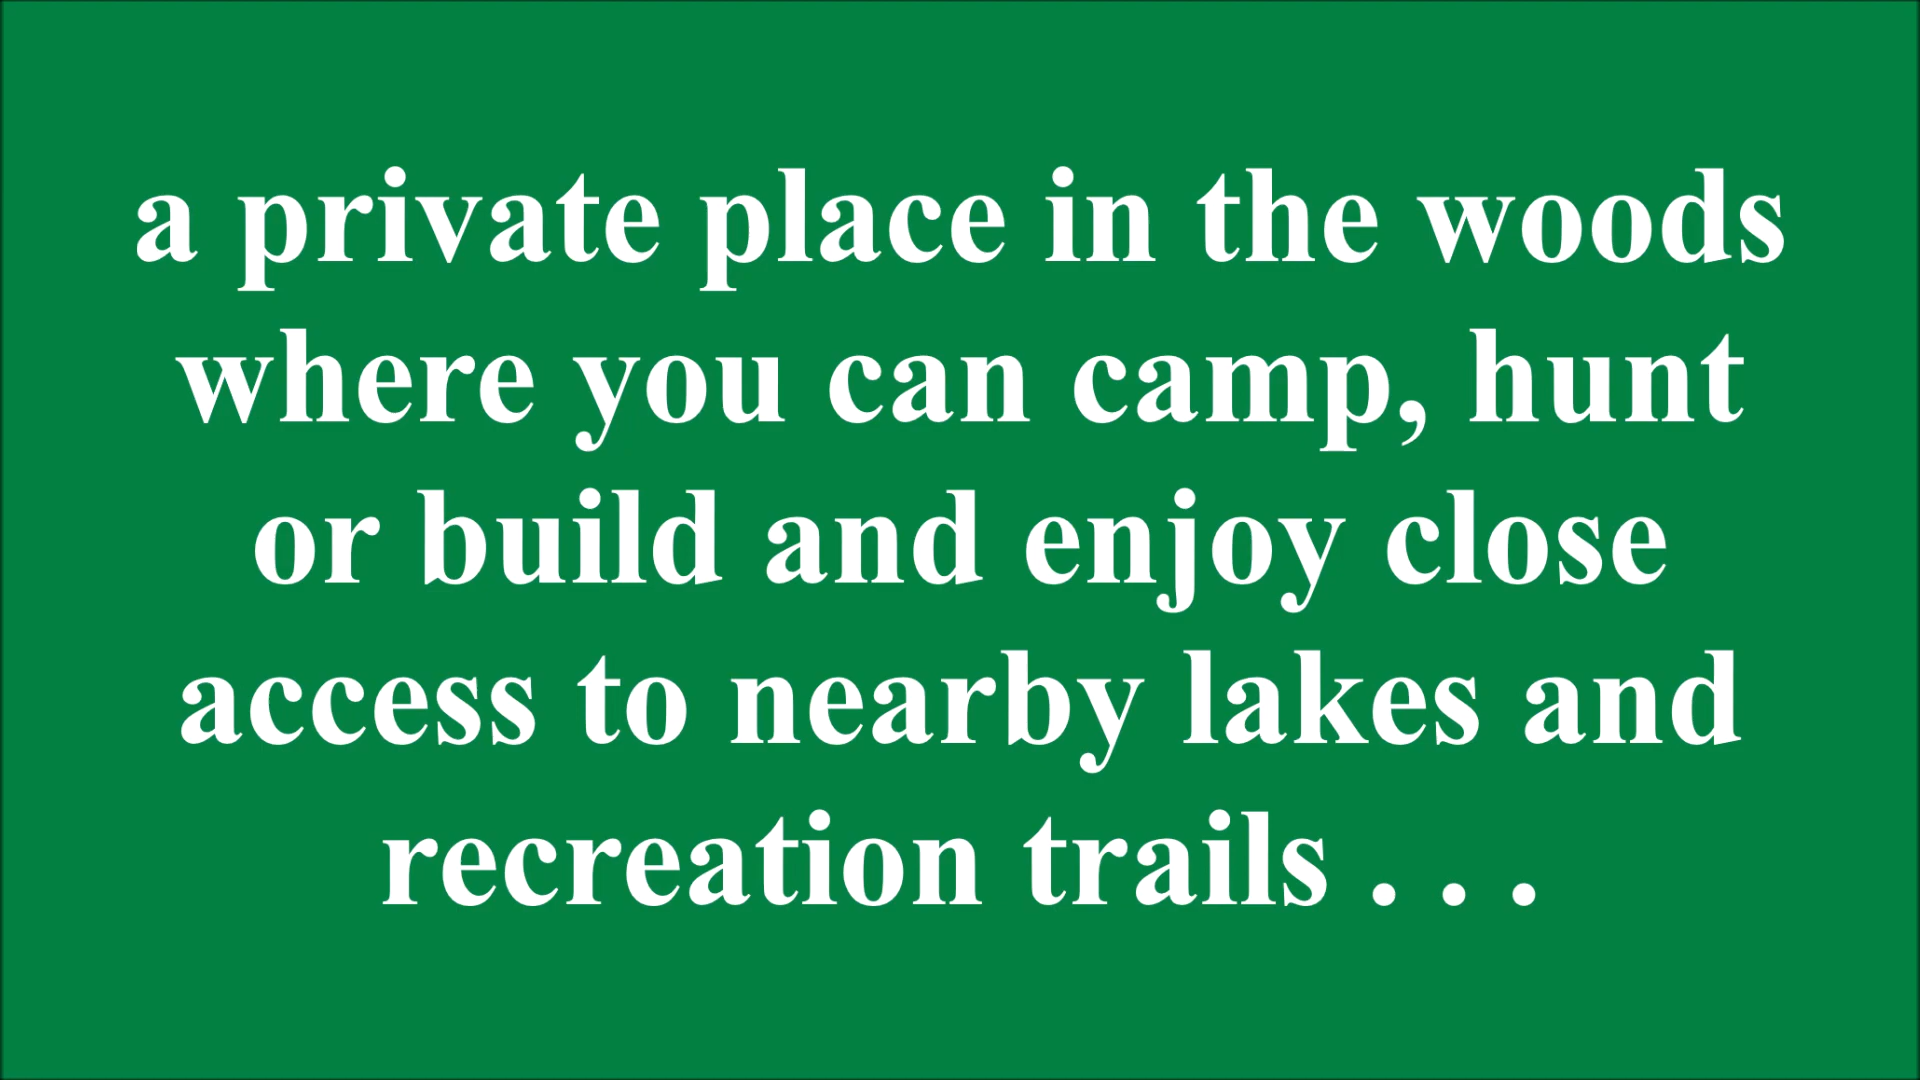 a private place in the woods
where you can camp, hunt
or build and enjoy close
access to nearby lakes and
recreation trails . . .